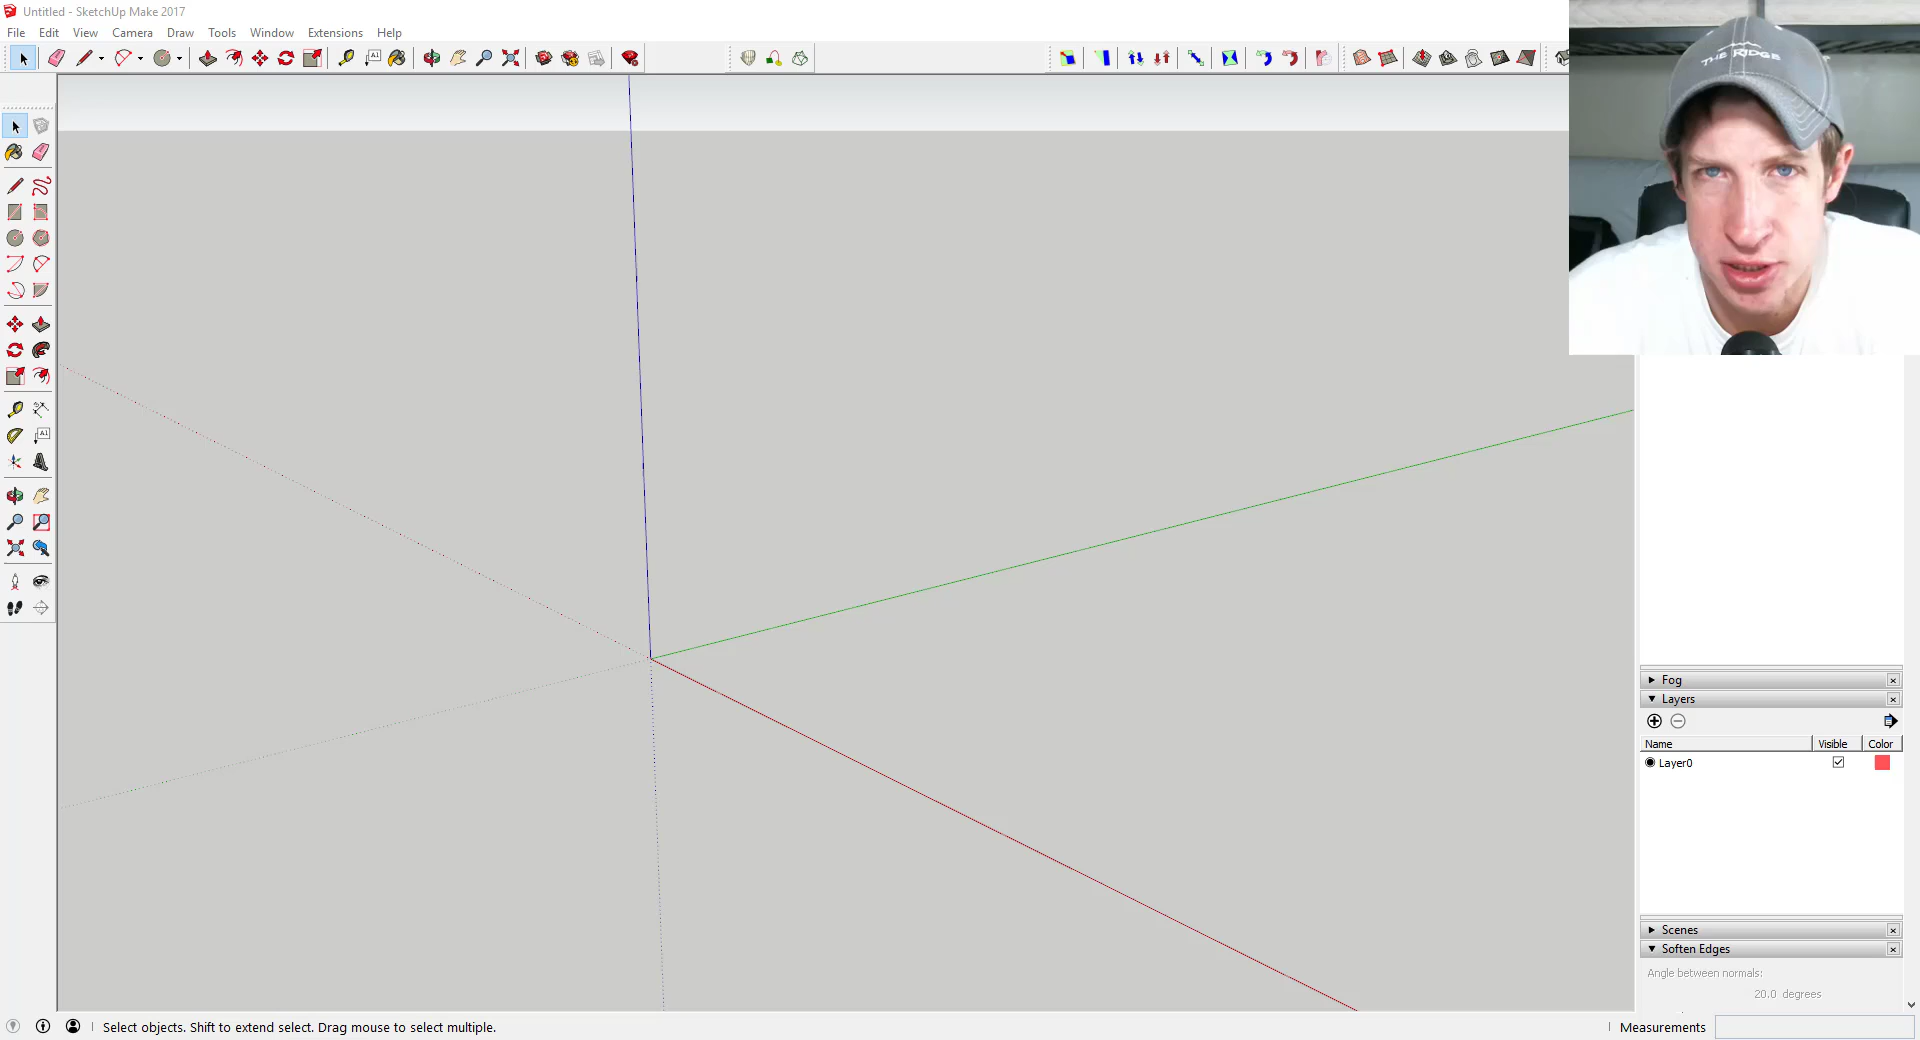 Untitled - SketchUp Make 2017
File Edit View Camera Draw Tools Window Extensions Help
THE RIDGE
Fog
Layers
Name Visible Color
Layer0
Scenes
Soften Edges
Angle between normals:
20.0 degrees
Select objects. Shift to extend select. Drag mouse to select multiple.
Measurements